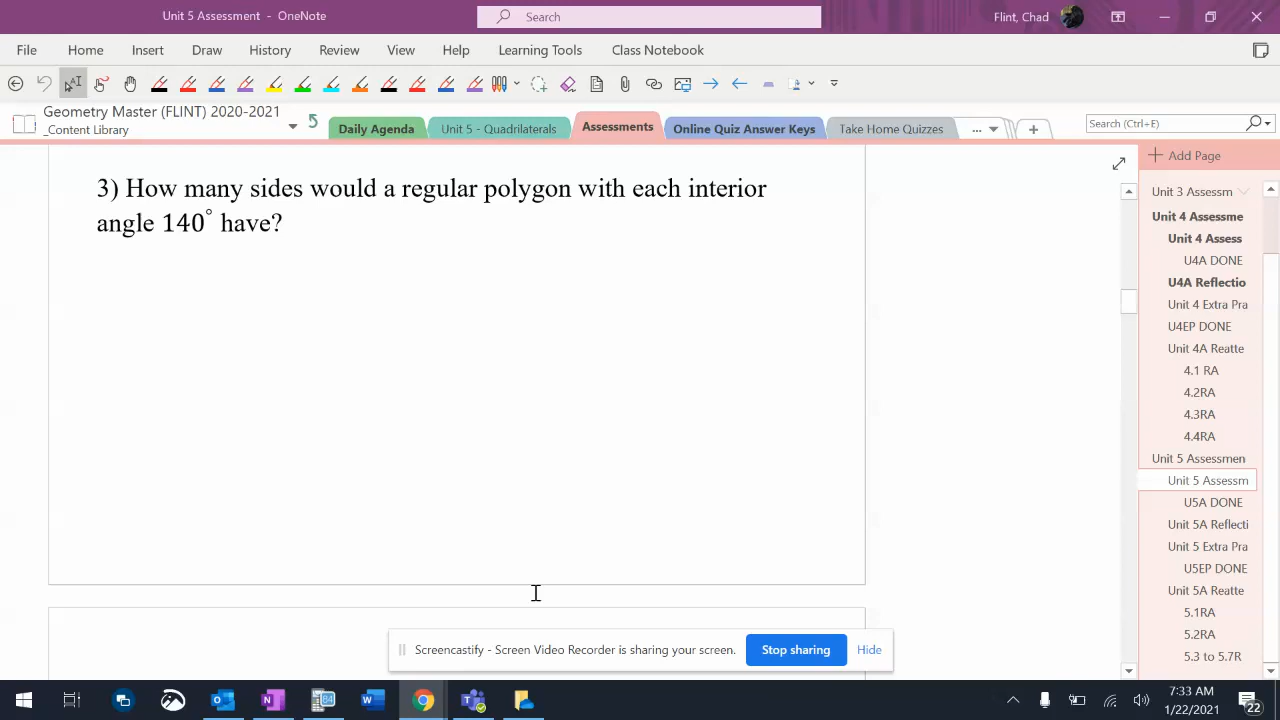 Unit 5 Assessment - OneNote
Search
Flint, Chad
File Home Insert Draw History Review View Help Learning Tools Class Notebook
Geometry Master (FLINT) 2020-2021
_Content Library
Daily Agenda
Unit 5 - Quadrilaterals
Assessments
Online Quiz Answer Keys
Take Home Quizzes
...
Search (Ctrl+E)
3) How many sides would a regular polygon with each interior
angle 140° have?
Add Page
Unit 3 Assessm
Unit 4 Assessme
Unit 4 Assess
U4A DONE
U4A Reflectio
Unit 4 Extra Pra
U4EP DONE
Unit 4A Reatte
4.1 RA
4.2RA
4.3RA
4.4RA
Unit 5 Assessmen
Unit 5 Assessm
U5A DONE
Unit 5A Reflecti
Unit 5 Extra Pra
U5EP DONE
Unit 5A Reatte
5.1RA
5.2RA
5.3 to 5.7R
Screencastify - Screen Video Recorder is sharing your screen.
Stop sharing
Hide
7:33 AM
1/22/2021
22